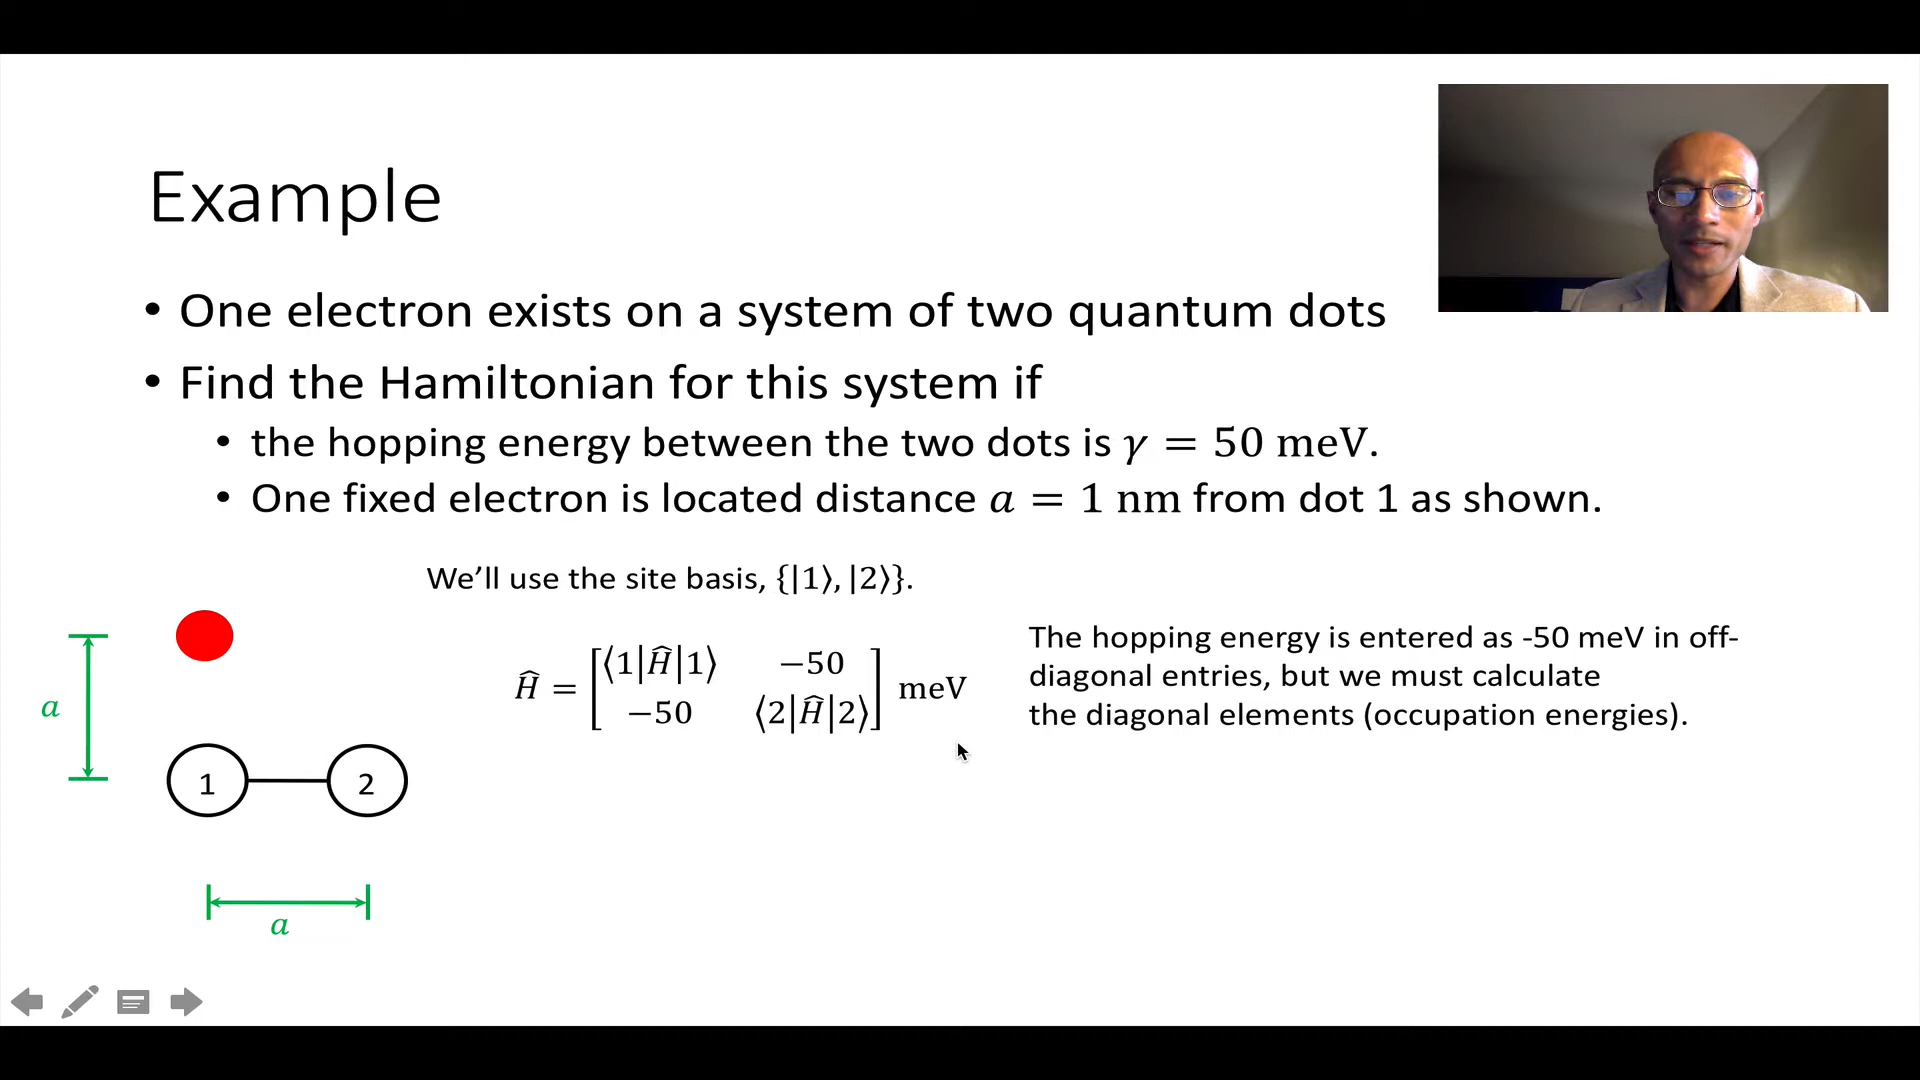 Example
• One electron exists on a system of two quantum dots
• Find the Hamiltonian for this system if
• the hopping energy between the two dots is γ = 50 meV.
• One fixed electron is located distance a = 1 nm from dot 1 as shown.
We’ll use the site basis, {|1⟩, |2⟩}.
The hopping energy is entered as -50 meV in off-
diagonal entries, but we must calculate
the diagonal elements (occupation energies).
Ĥ = [⟨1|Ĥ|1⟩ −50
−50 ⟨2|Ĥ|2⟩] meV
a
1 2
a